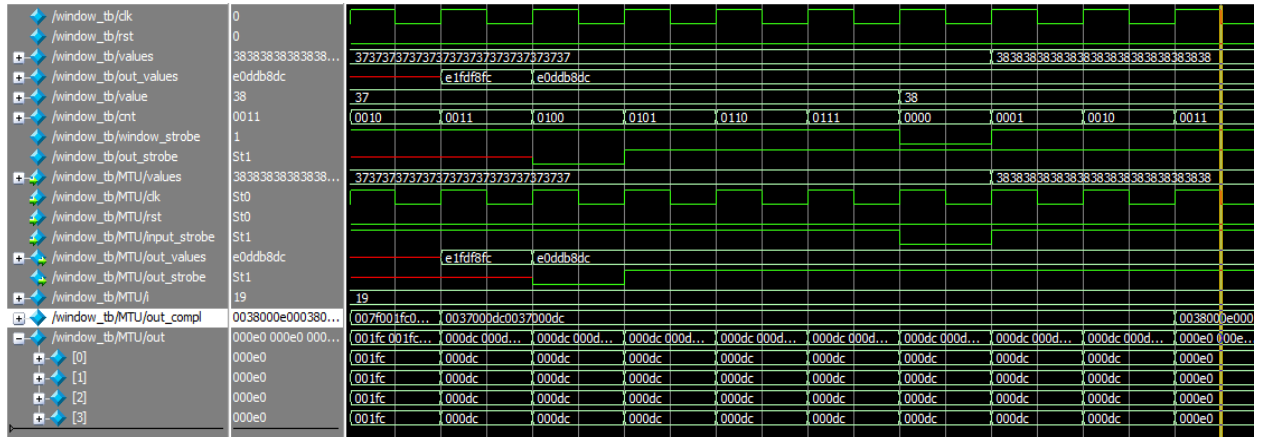 /window_tb/clk 0
/window_tb/rst 0
/window_tb/values 38383838383838... 37373737373737373737373737373737 38383838383838383838383838383838
/window_tb/out_values e0ddb8dc e1fdf8fc e0ddb8dc
/window_tb/value 38 37 38
/window_tb/cnt 0011 0010 0011 0100 0101 0110 0111 0000 0001 0010 0011
/window_tb/window_strobe 1
/window_tb/out_strobe St1
/window_tb/MTU/values 38383838383838... 37373737373737373737373737373737 38383838383838383838383838383838
/window_tb/MTU/clk St0
/window_tb/MTU/rst St0
/window_tb/MTU/input_strobe St1
/window_tb/MTU/out_values e0ddb8dc e1fdf8fc e0ddb8dc
/window_tb/MTU/out_strobe St1
/window_tb/MTU/i 19 19
/window_tb/MTU/out_compl 0038000e000380... 007f001fc0... 0037000dc0037000dc 0038000e000
/window_tb/MTU/out 000e0 000e0 000... 001fc 001fc... 000dc 000d... 000dc 000d... 000dc 000d... 000dc 000d... 000dc 000d... 000dc 000d... 000dc 000d... 000dc 000d... 000e0 000e...
[0] 000e0 001fc 000dc 000dc 000dc 000dc 000dc 000dc 000dc 000dc 000e0
[1] 000e0 001fc 000dc 000dc 000dc 000dc 000dc 000dc 000dc 000dc 000e0
[2] 000e0 001fc 000dc 000dc 000dc 000dc 000dc 000dc 000dc 000dc 000e0
[3] 000e0 001fc 000dc 000dc 000dc 000dc 000dc 000dc 000dc 000dc 000e0